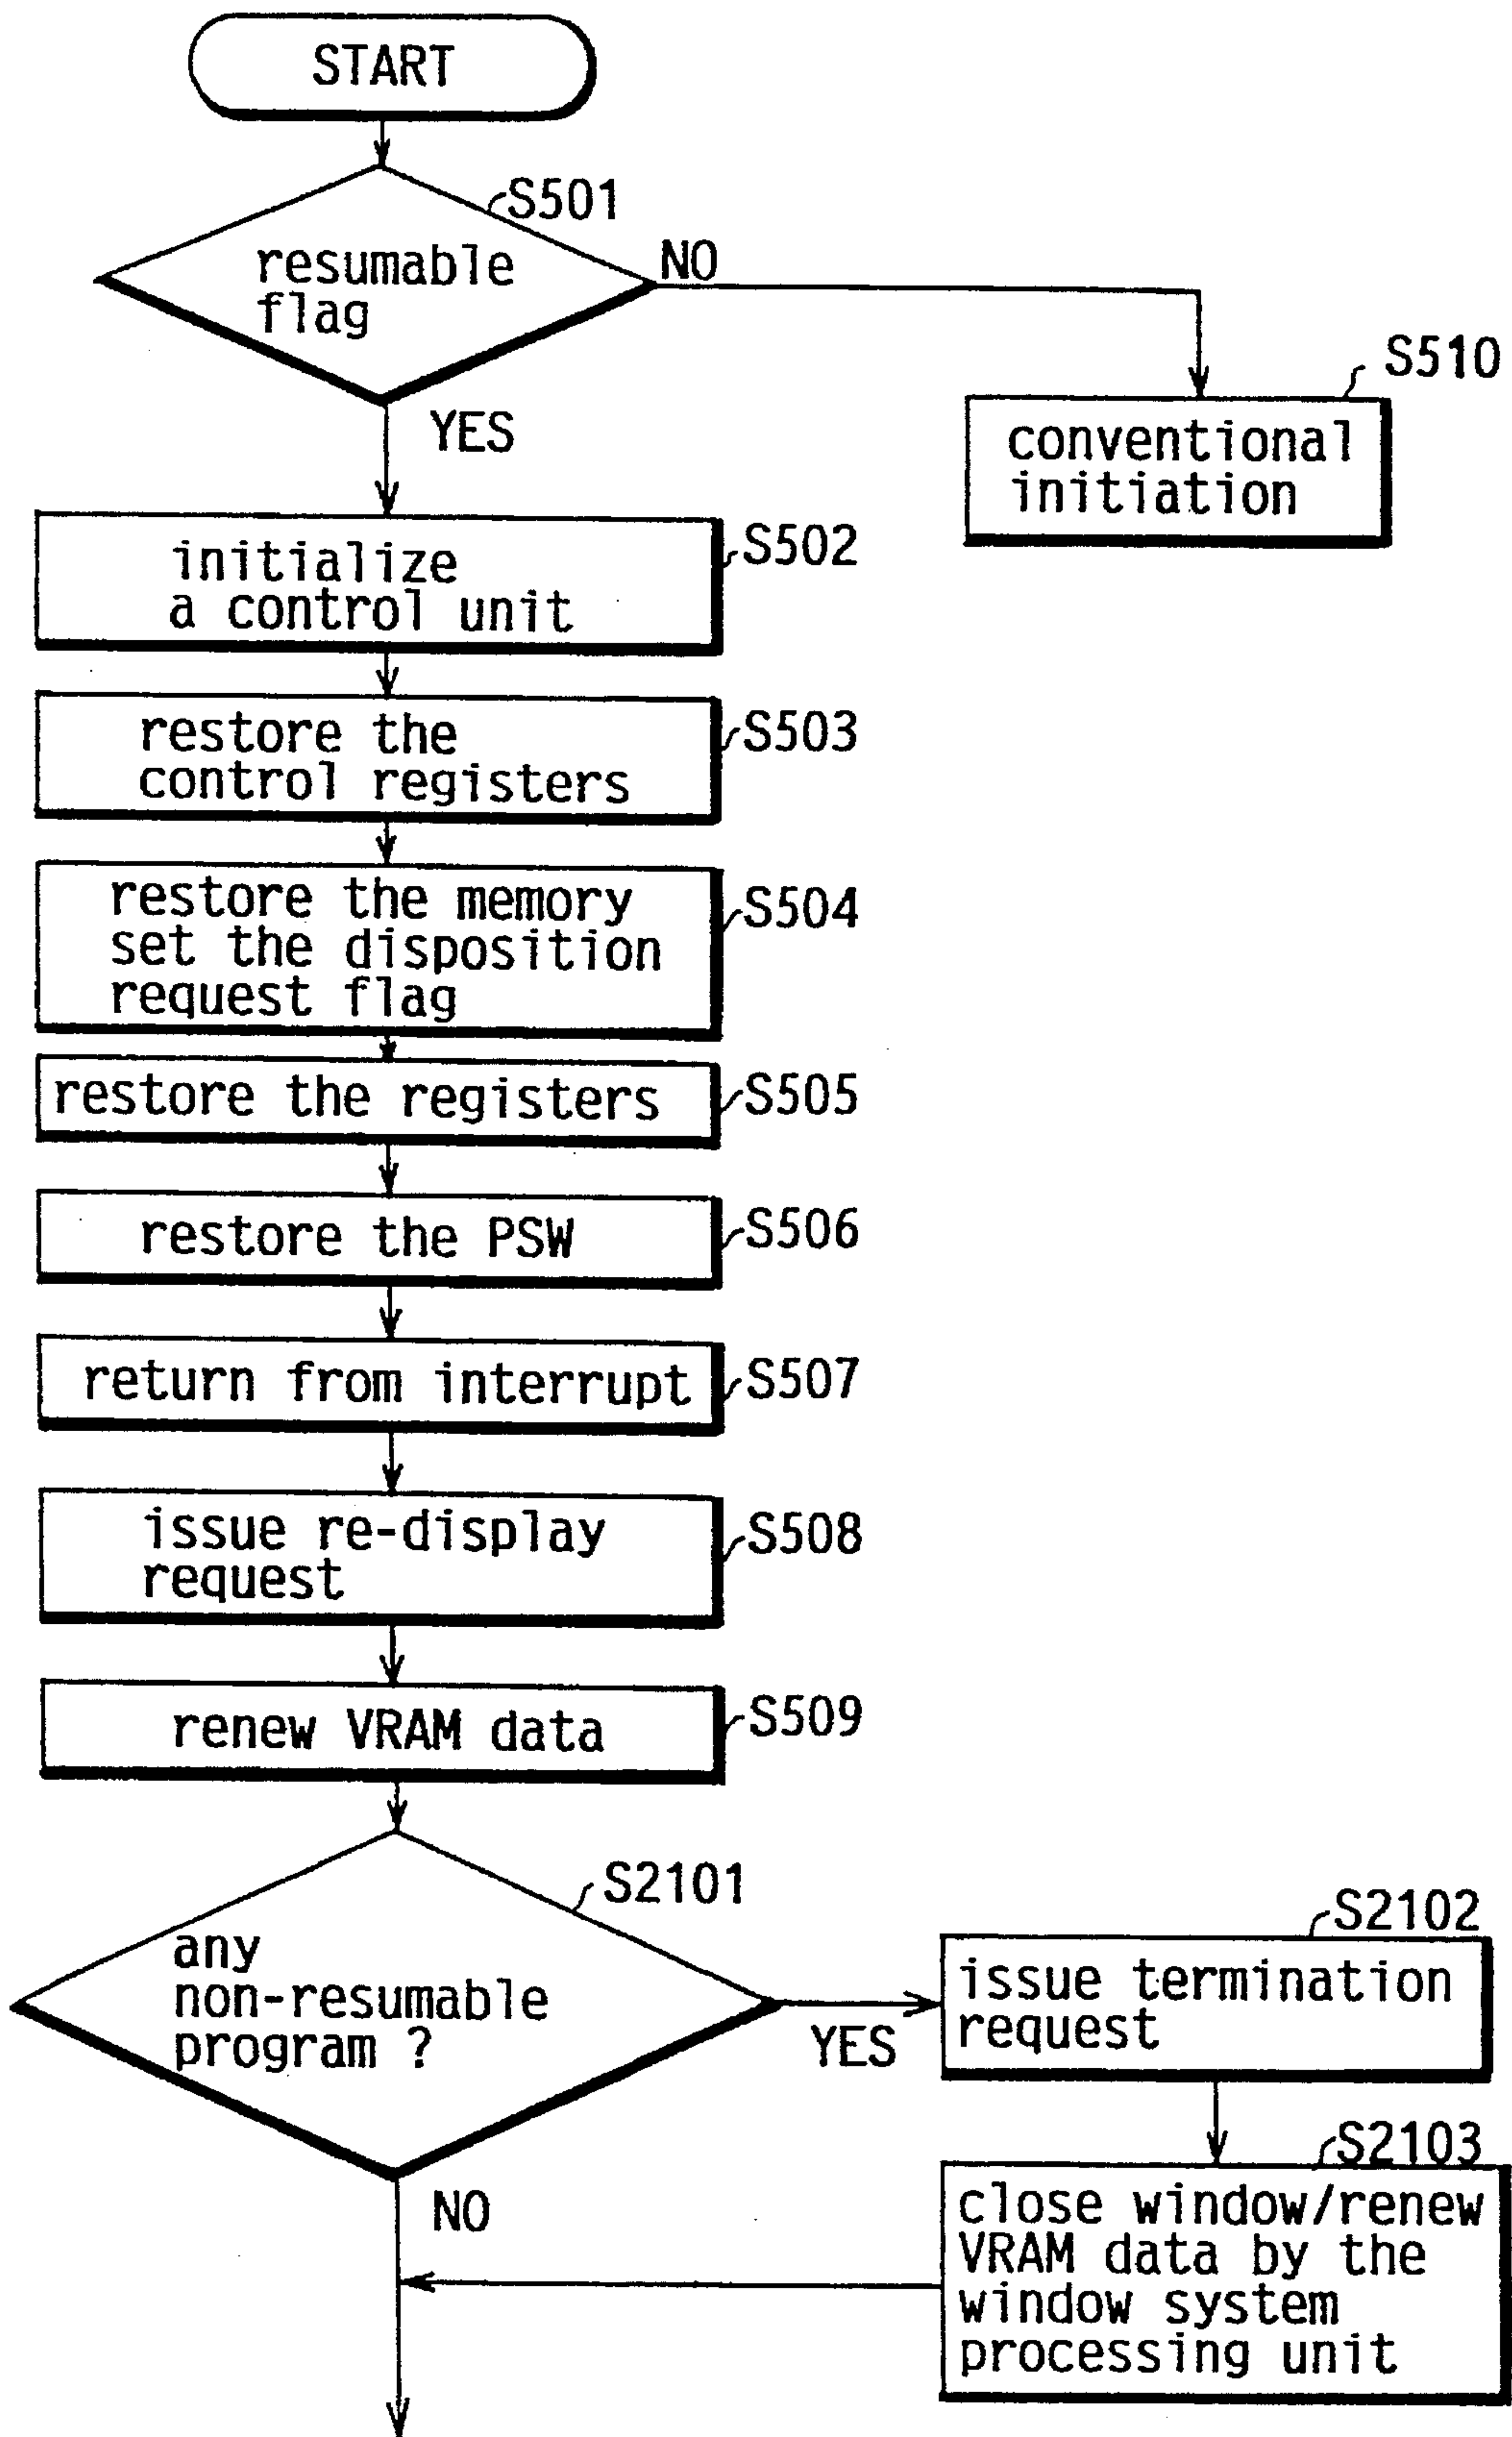 START
S501
resumable
flag
NO
YES
S510
conventional
initiation
initialize
a control unit
S502
restore the
control registers
S503
restore the memory
set the disposition
request flag
S504
restore the registers
S505
restore the PSW
S506
return from interrupt
S507
issue re-display
request
S508
renew VRAM data
S509
S2101
any
non-resumable
program ?
YES
NO
S2102
issue termination
request
S2103
close window/renew
VRAM data by the
window system
processing unit